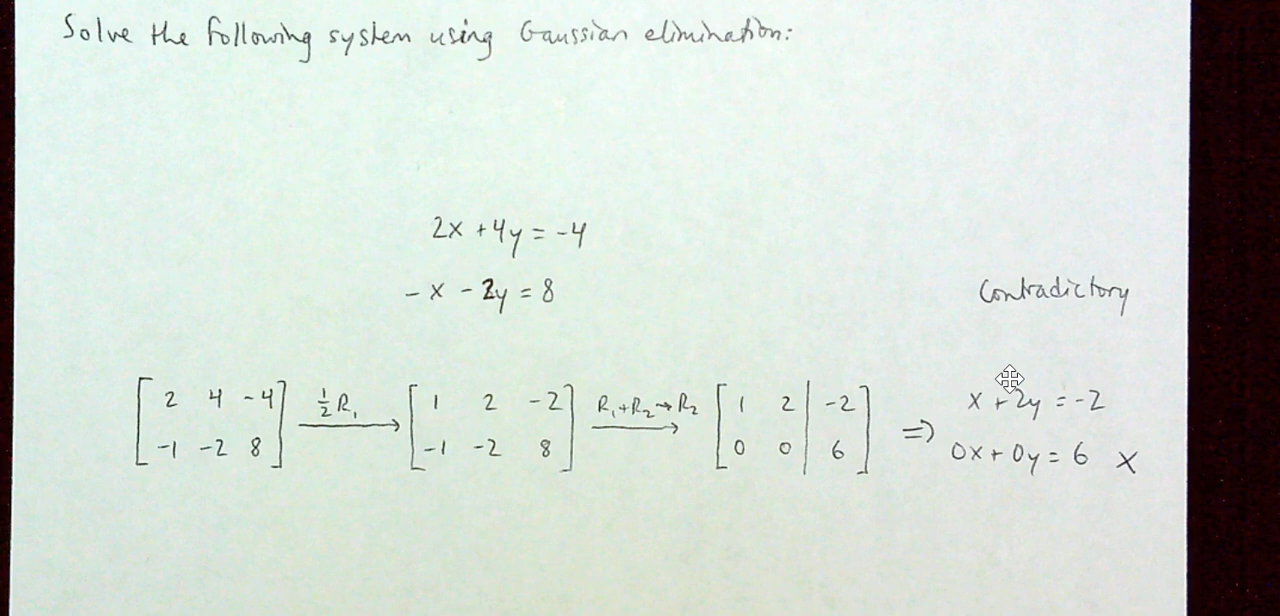 Solve the following system using Gaussian elimination:
2x + 4y = -4
-x - 2y = 8
Contradictory
[ 2 4 -4 ] ½R₁ → [ 1 2 -2 ] R₁+R₂→R₂ → [ 1 2 | -2 ] ⇒ x + 2y = -2
[ -1 -2 8 ] [ -1 -2 8 ] [ 0 0 | 6 ] 0x + 0y = 6 X